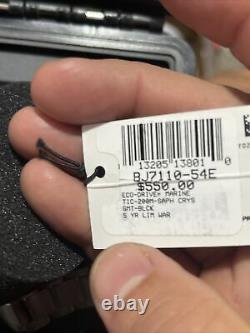 13205 13801 0
BJ7110-54E
$550.00
ECO-DRIVE* MARINE
TIC-200M-SAPH CRYS
GMT-BLCK
5 YR LIM WAR